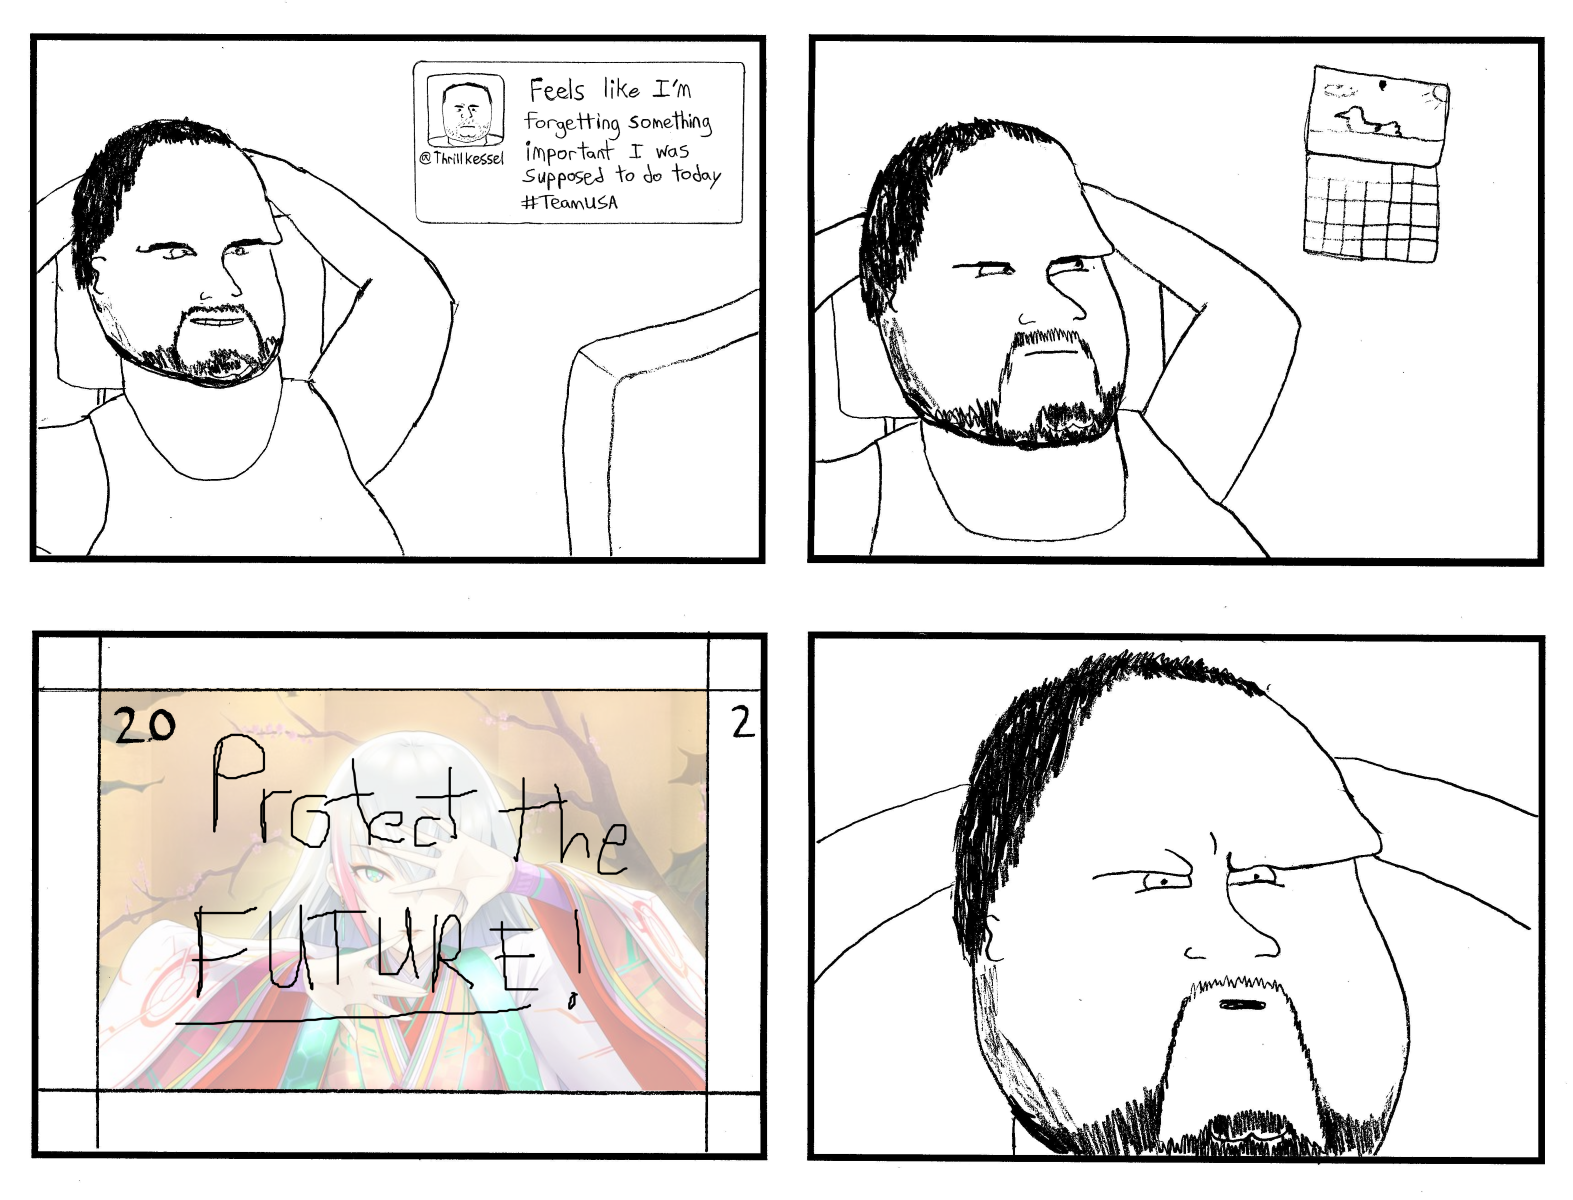 Feels like I'm
forgetting something
important I was
supposed to do today
#TeamUSA
@Thrillkessel
20
2
Protect the
FUTURE!